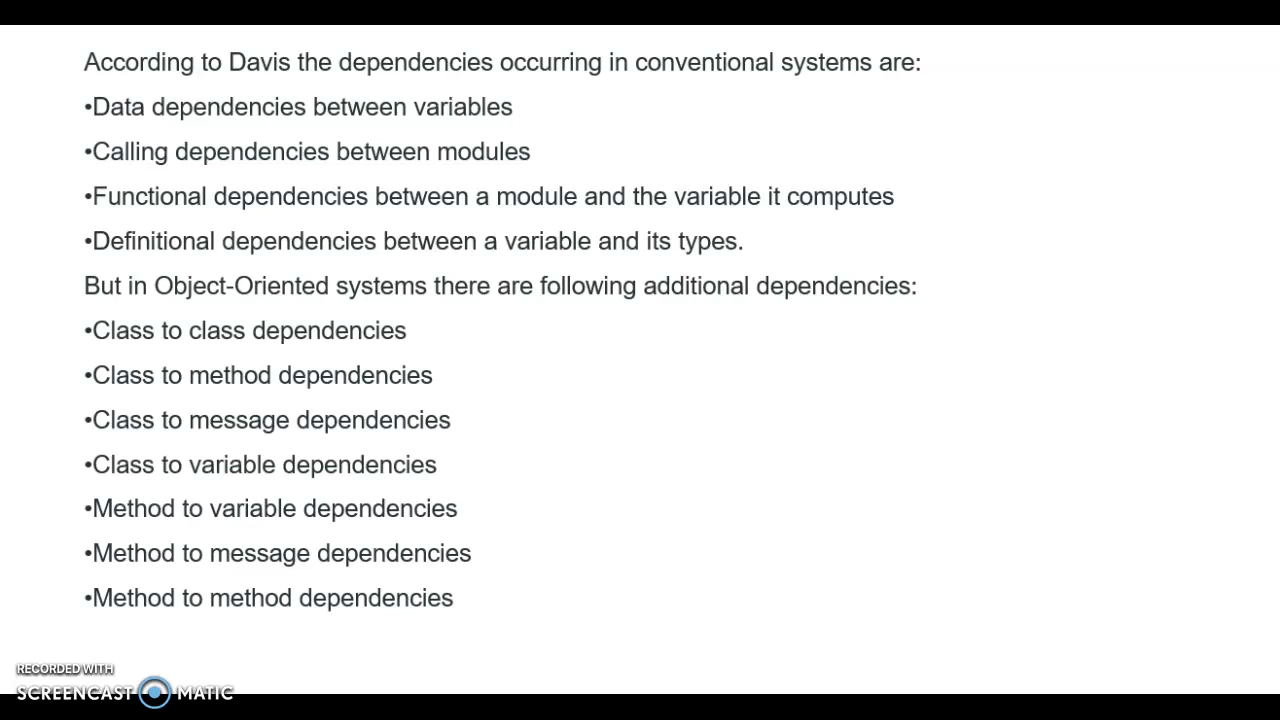 According to Davis the dependencies occurring in conventional systems are:
•Data dependencies between variables
•Calling dependencies between modules
•Functional dependencies between a module and the variable it computes
•Definitional dependencies between a variable and its types.
But in Object-Oriented systems there are following additional dependencies:
•Class to class dependencies
•Class to method dependencies
•Class to message dependencies
•Class to variable dependencies
•Method to variable dependencies
•Method to message dependencies
•Method to method dependencies
RECORDED WITH
SCREENCAST MATIC